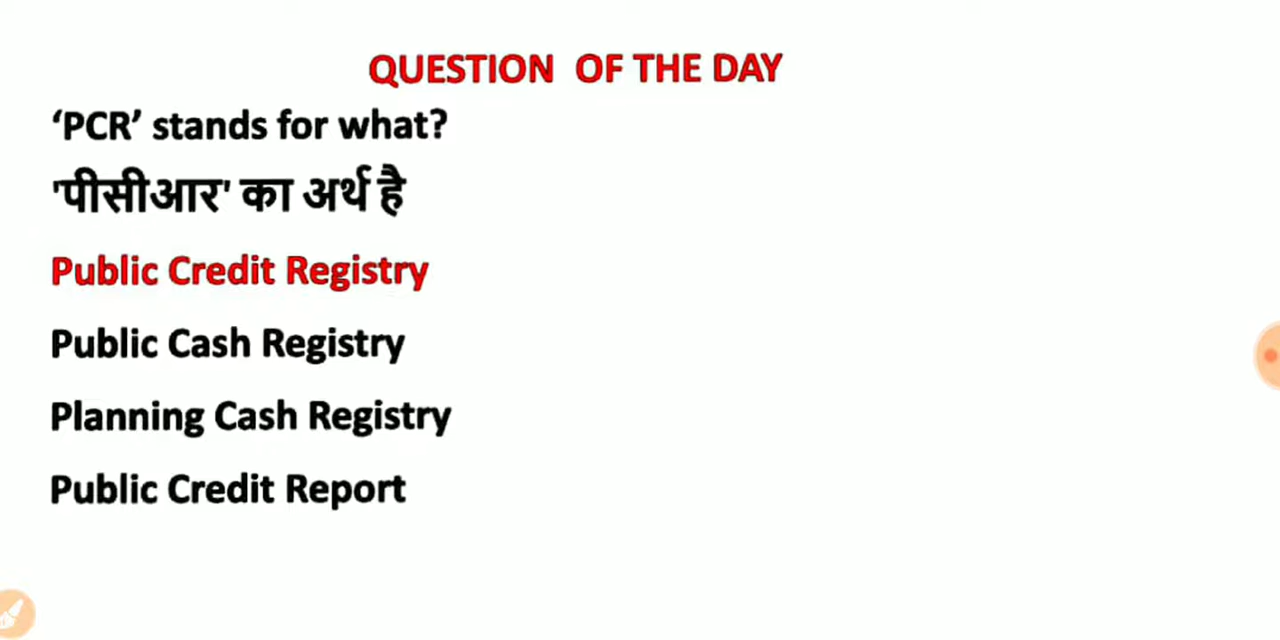 QUESTION OF THE DAY
‘PCR’ stands for what?
'पीसीआर' का अर्थ है
Public Credit Registry
Public Cash Registry
Planning Cash Registry
Public Credit Report